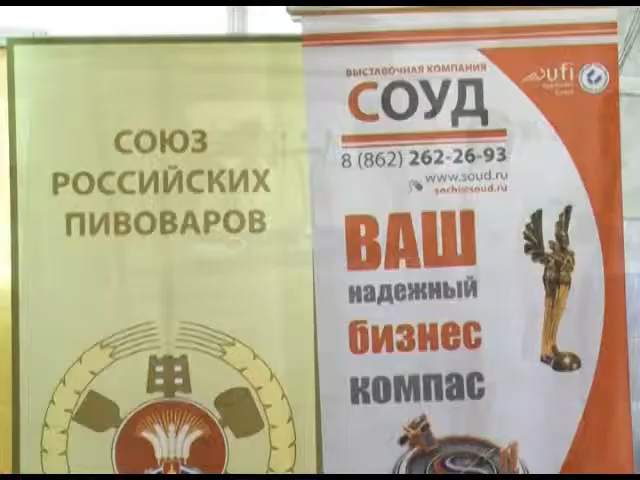 СОЮЗ
РОССИЙСКИХ
ПИВОВАРОВ
ВЫСТАВОЧНАЯ КОМПАНИЯ
СОУД
8 (862) 262-26-93
www.soud.ru
sochi@soud.ru
ufi
ВАШ
надежный
бизнес
компас